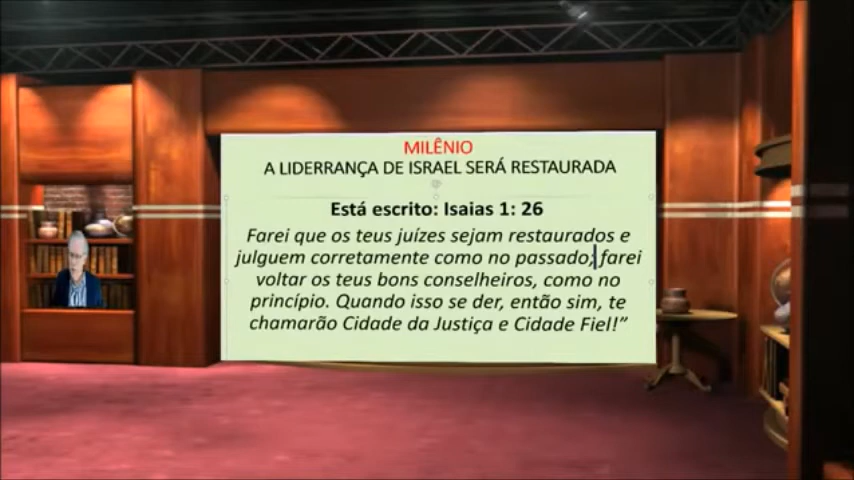 MILÊNIO
A LIDERRANÇA DE ISRAEL SERÁ RESTAURADA
Está escrito: Isaias 1: 26
Farei que os teus juízes sejam restaurados e
julguem corretamente como no passado; farei
voltar os teus bons conselheiros, como no
princípio. Quando isso se der, então sim, te
chamarão Cidade da Justiça e Cidade Fiel!”